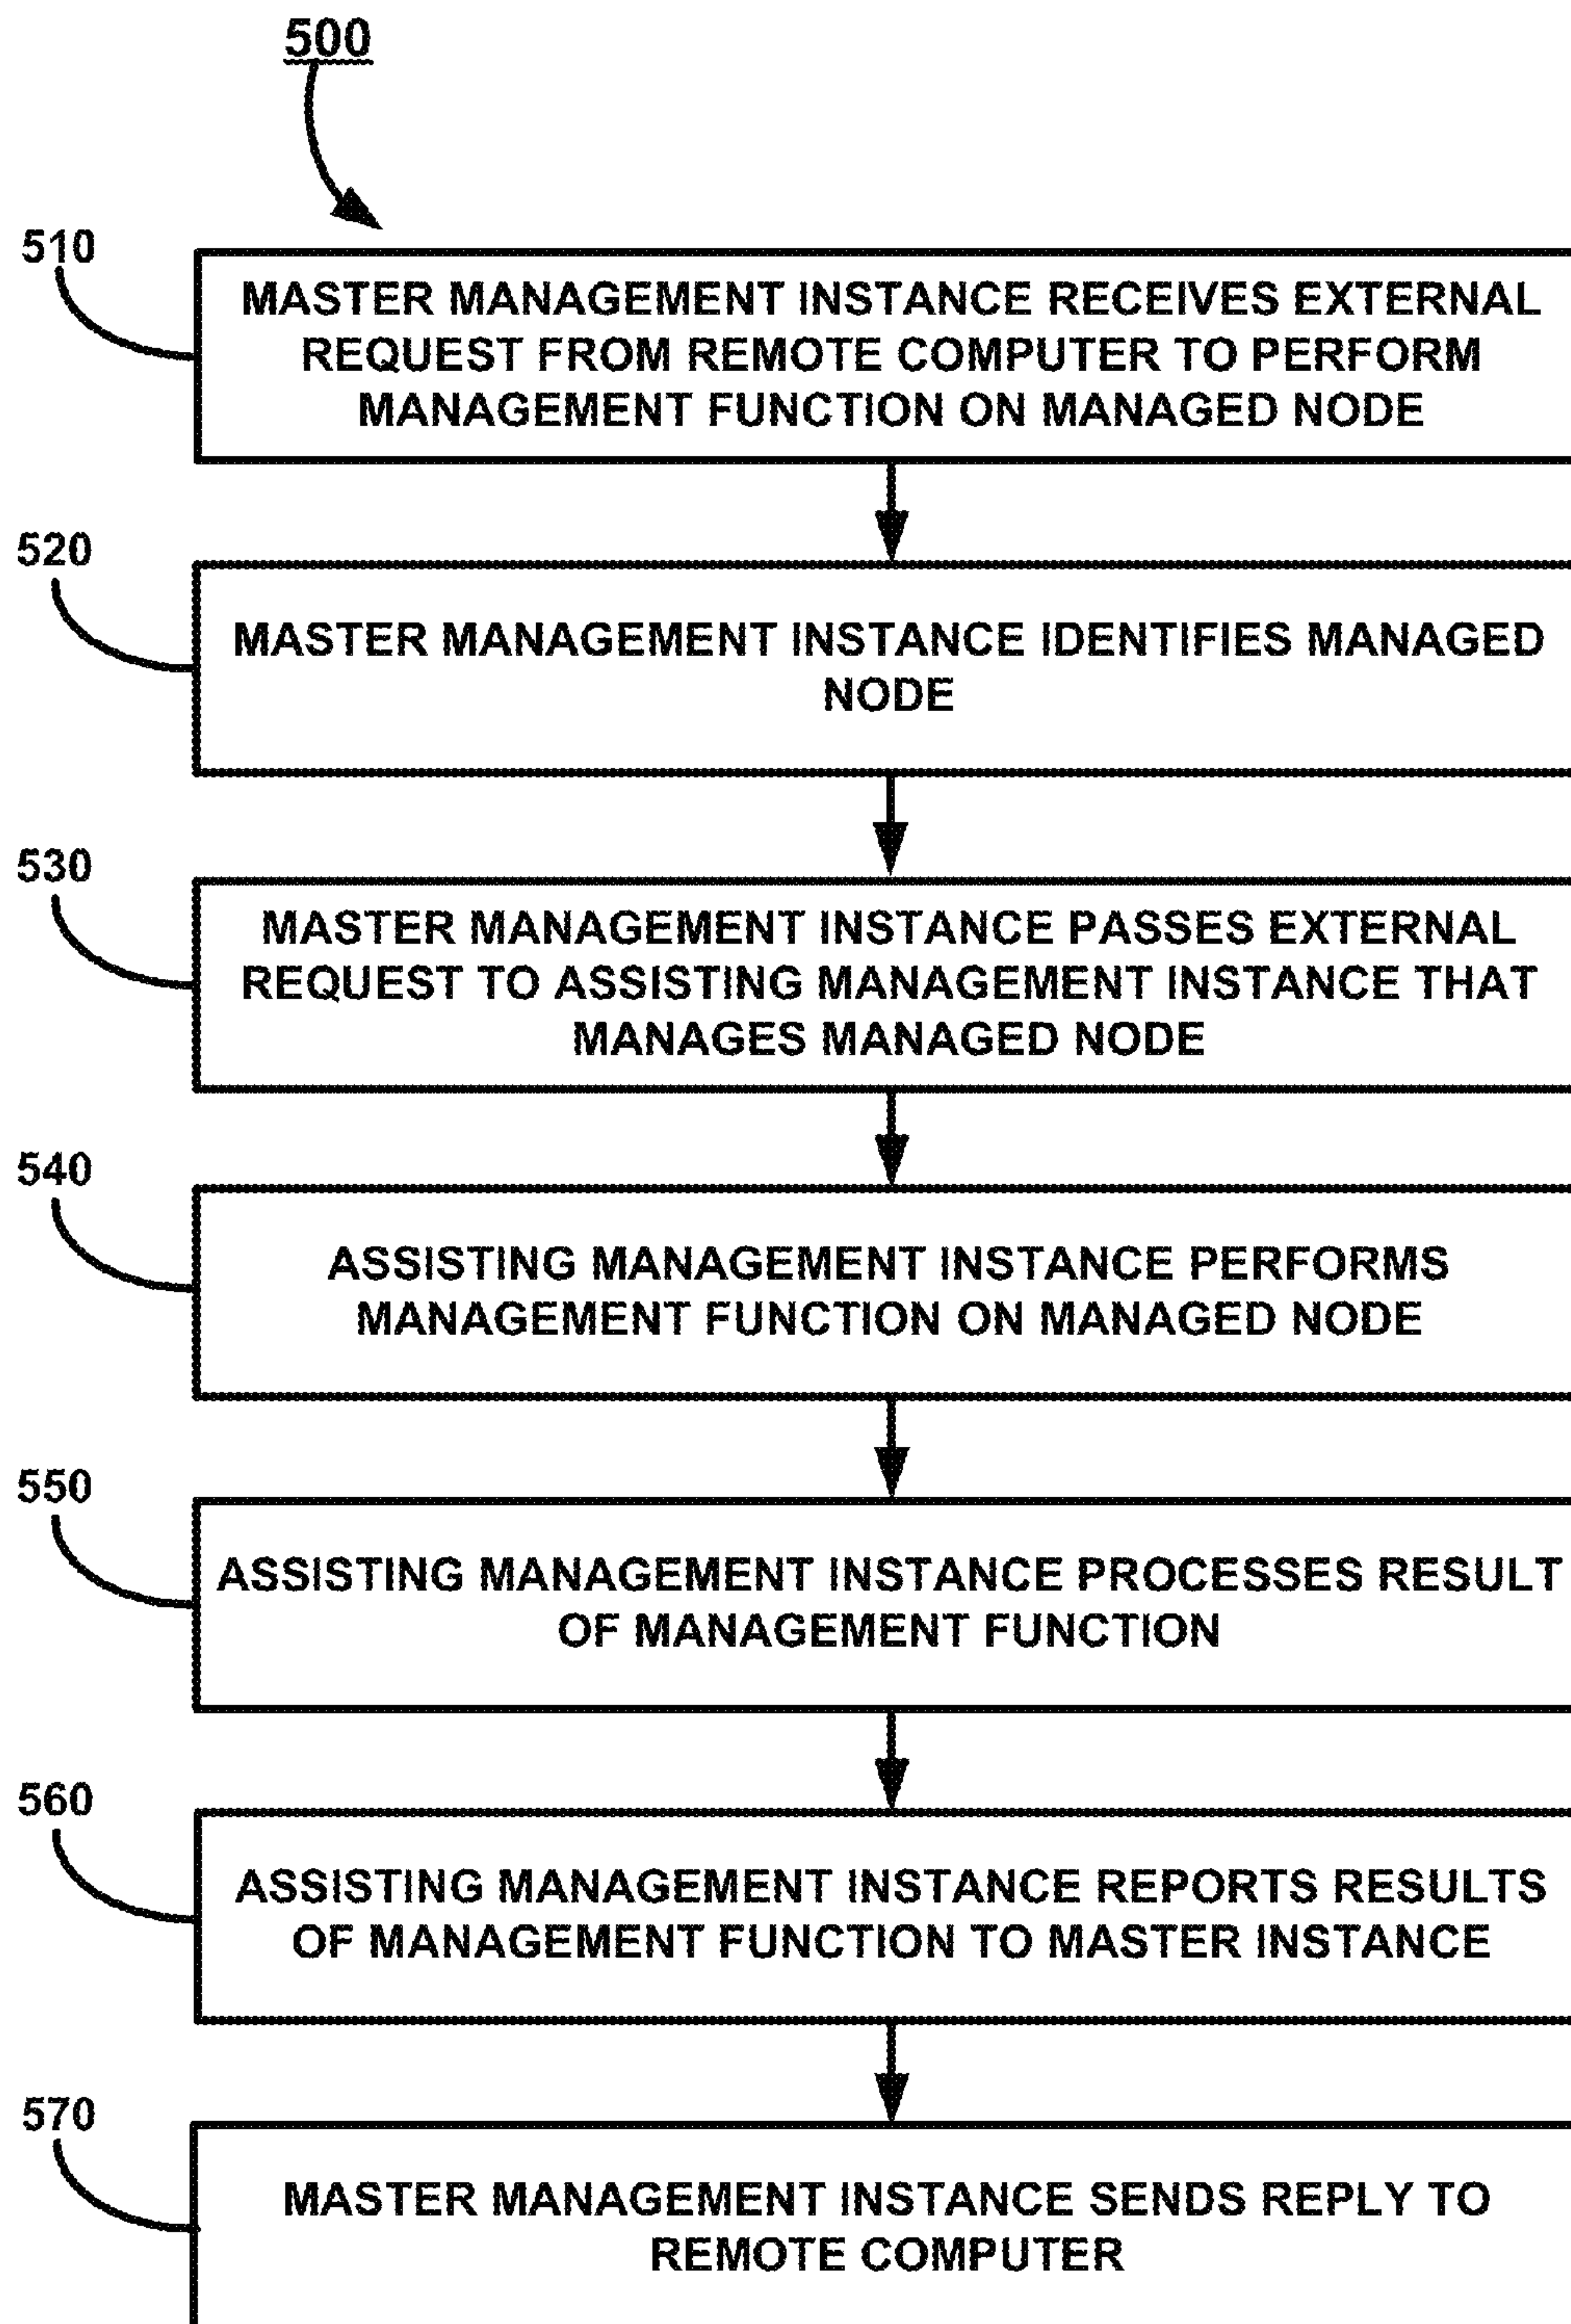 500
510
MASTER MANAGEMENT INSTANCE RECEIVES EXTERNAL
REQUEST FROM REMOTE COMPUTER TO PERFORM
MANAGEMENT FUNCTION ON MANAGED NODE
520
MASTER MANAGEMENT INSTANCE IDENTIFIES MANAGED
NODE
530
MASTER MANAGEMENT INSTANCE PASSES EXTERNAL
REQUEST TO ASSISTING MANAGEMENT INSTANCE THAT
MANAGES MANAGED NODE
540
ASSISTING MANAGEMENT INSTANCE PERFORMS
MANAGEMENT FUNCTION ON MANAGED NODE
550
ASSISTING MANAGEMENT INSTANCE PROCESSES RESULT
OF MANAGEMENT FUNCTION
560
ASSISTING MANAGEMENT INSTANCE REPORTS RESULTS
OF MANAGEMENT FUNCTION TO MASTER INSTANCE
570
MASTER MANAGEMENT INSTANCE SENDS REPLY TO
REMOTE COMPUTER